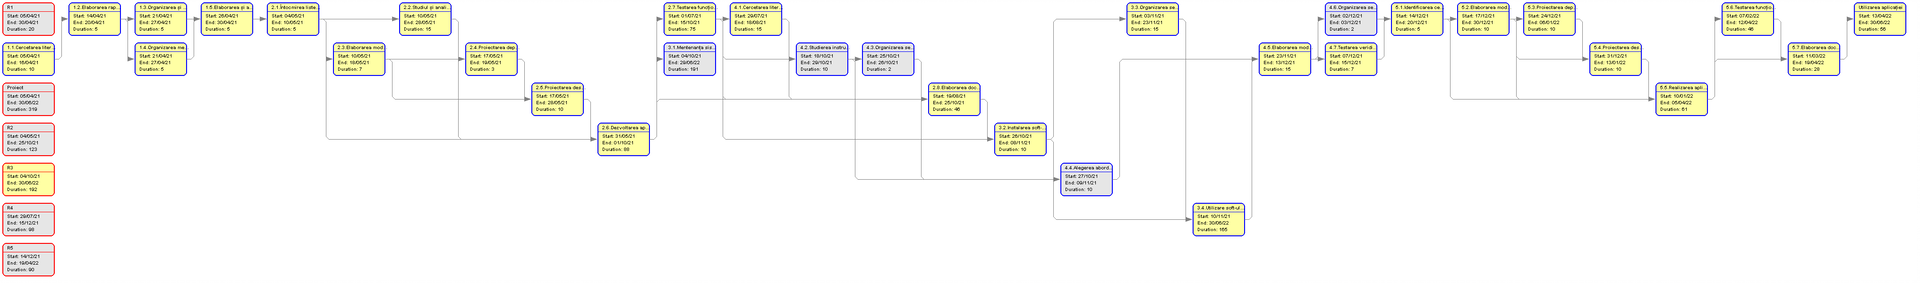 R1
Start: 05/04/21
End: 30/04/21
Duration: 20
1.1.Cercetarea liter...
Start: 05/04/21
End: 16/04/21
Duration: 10
Proiect
Start: 05/04/21
End: 30/06/22
Duration: 319
R2
Start: 04/05/21
End: 25/10/21
Duration: 123
R3
Start: 04/10/21
End: 30/06/22
Duration: 192
R4
Start: 29/07/21
End: 15/12/21
Duration: 98
R5
Start: 14/12/21
End: 19/04/22
Duration: 90
1.2. Elaborarea rap...
Start: 14/04/21
End: 20/04/21
Duration: 5
1.3. Organizarea și ...
Start: 21/04/21
End: 27/04/21
Duration: 5
1.4. Organizarea me...
Start: 21/04/21
End: 27/04/21
Duration: 5
1.5. Elaborarea și a...
Start: 26/04/21
End: 30/04/21
Duration: 5
2.1. Întocmirea liste...
Start: 04/05/21
End: 10/05/21
Duration: 5
2.3.Elaborarea mod...
Start: 10/05/21
End: 18/05/21
Duration: 7
2.2.Studiul și anali...
Start: 10/05/21
End: 28/05/21
Duration: 15
2.4.Proiectarea dep...
Start: 17/05/21
End: 19/05/21
Duration: 3
2.5.Proiectarea des...
Start: 17/05/21
End: 28/05/21
Duration: 10
2.6.Dezvoltarea ap...
Start: 31/05/21
End: 01/10/21
Duration: 88
2.7.Testarea funcțio...
Start: 01/07/21
End: 15/10/21
Duration: 75
3.1.Mentenanța sis...
Start: 04/10/21
End: 29/06/22
Duration: 191
4.1.Cercetarea liter...
Start: 29/07/21
End: 18/08/21
Duration: 15
4.2.Studierea instru...
Start: 18/10/21
End: 29/10/21
Duration: 10
4.3.Organizarea se...
Start: 25/10/21
End: 26/10/21
Duration: 2
2.8.Elaborarea doc...
Start: 19/08/21
End: 25/10/21
Duration: 46
3.2.Instalarea soft-...
Start: 26/10/21
End: 08/11/21
Duration: 10
4.4.Alegerea abord...
Start: 27/10/21
End: 09/11/21
Duration: 10
3.3.Organizarea se...
Start: 03/11/21
End: 23/11/21
Duration: 15
3.4.Utilizare soft-ul...
Start: 10/11/21
End: 30/06/22
Duration: 165
4.5.Elaborarea mod...
Start: 23/11/21
End: 13/12/21
Duration: 15
4.6.Organizarea se...
Start: 02/12/21
End: 03/12/21
Duration: 2
4.7.Testarea veridi...
Start: 07/12/21
End: 15/12/21
Duration: 7
5.1.Identificarea ce...
Start: 14/12/21
End: 20/12/21
Duration: 5
5.2.Elaborarea mod...
Start: 17/12/21
End: 30/12/21
Duration: 10
5.3.Proiectarea dep...
Start: 24/12/21
End: 06/01/22
Duration: 10
5.4.Proiectarea des...
Start: 31/12/21
End: 13/01/22
Duration: 10
5.5.Realizarea apli...
Start: 10/01/22
End: 05/04/22
Duration: 61
5.6.Testarea funcțio...
Start: 07/02/22
End: 12/04/22
Duration: 46
5.7.Elaborarea doc...
Start: 11/03/22
End: 19/04/22
Duration: 28
Utilizarea aplicației
Start: 13/04/22
End: 30/06/22
Duration: 56